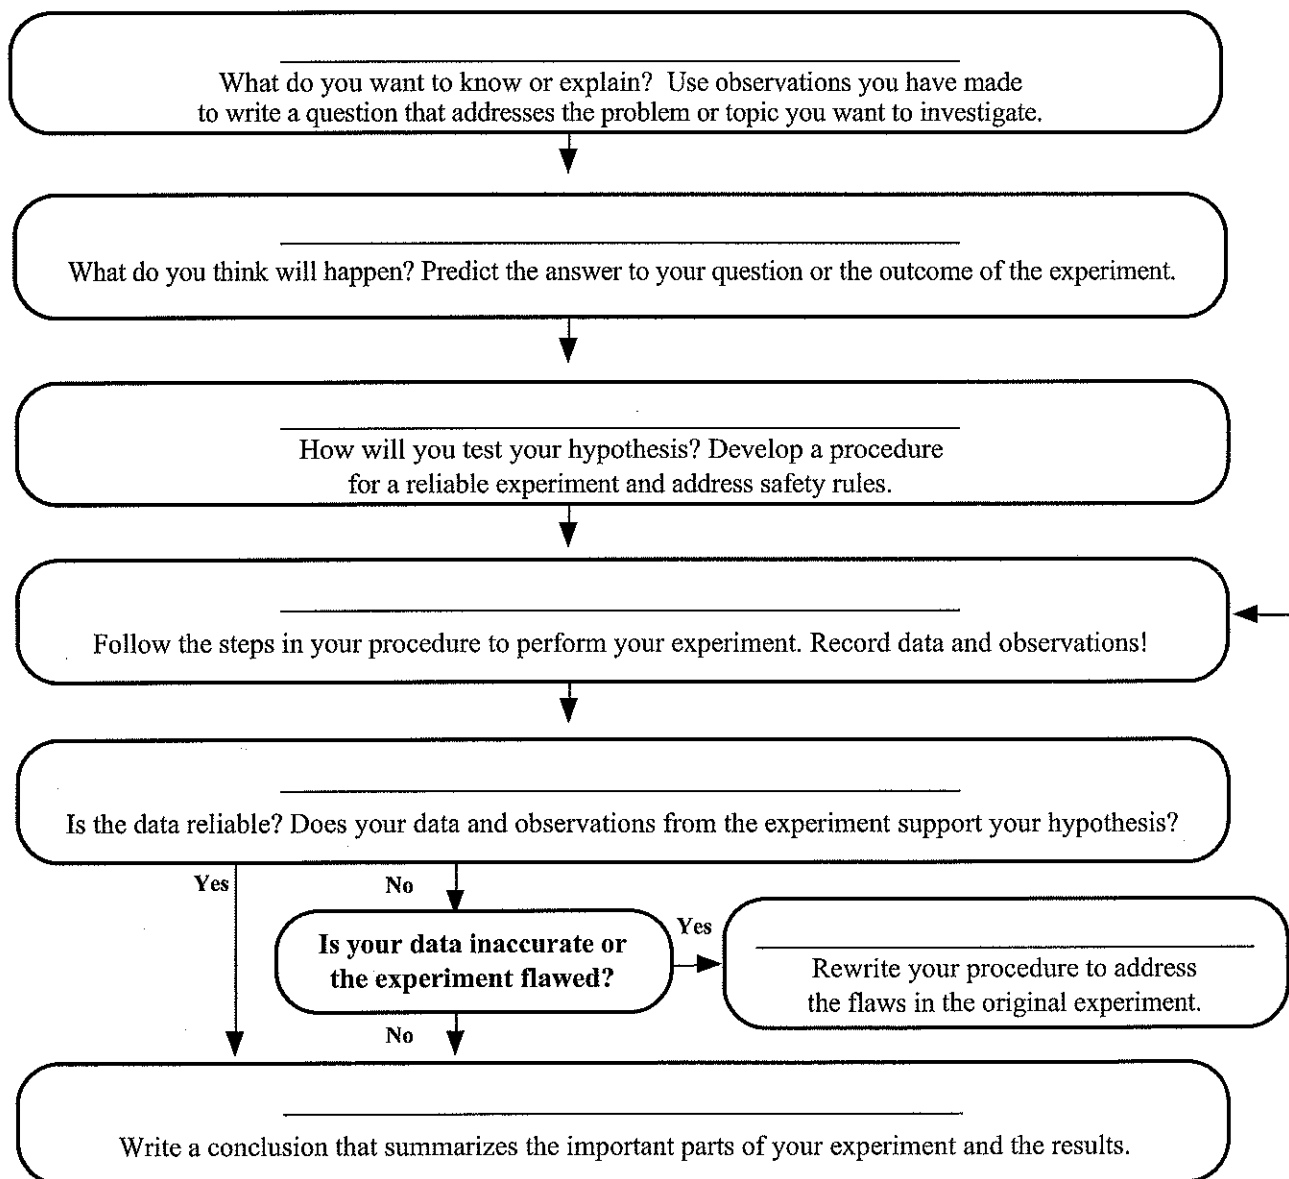 What do you want to know or explain? Use observations you have made
to write a question that addresses the problem or topic you want to investigate.
What do you think will happen? Predict the answer to your question or the outcome of the experiment.
How will you test your hypothesis? Develop a procedure
for a reliable experiment and address safety rules.
Follow the steps in your procedure to perform your experiment. Record data and observations!
Is the data reliable? Does your data and observations from the experiment support your hypothesis?
Yes
No
Is your data inaccurate or
the experiment flawed?
Yes
Rewrite your procedure to address
the flaws in the original experiment.
No
Write a conclusion that summarizes the important parts of your experiment and the results.